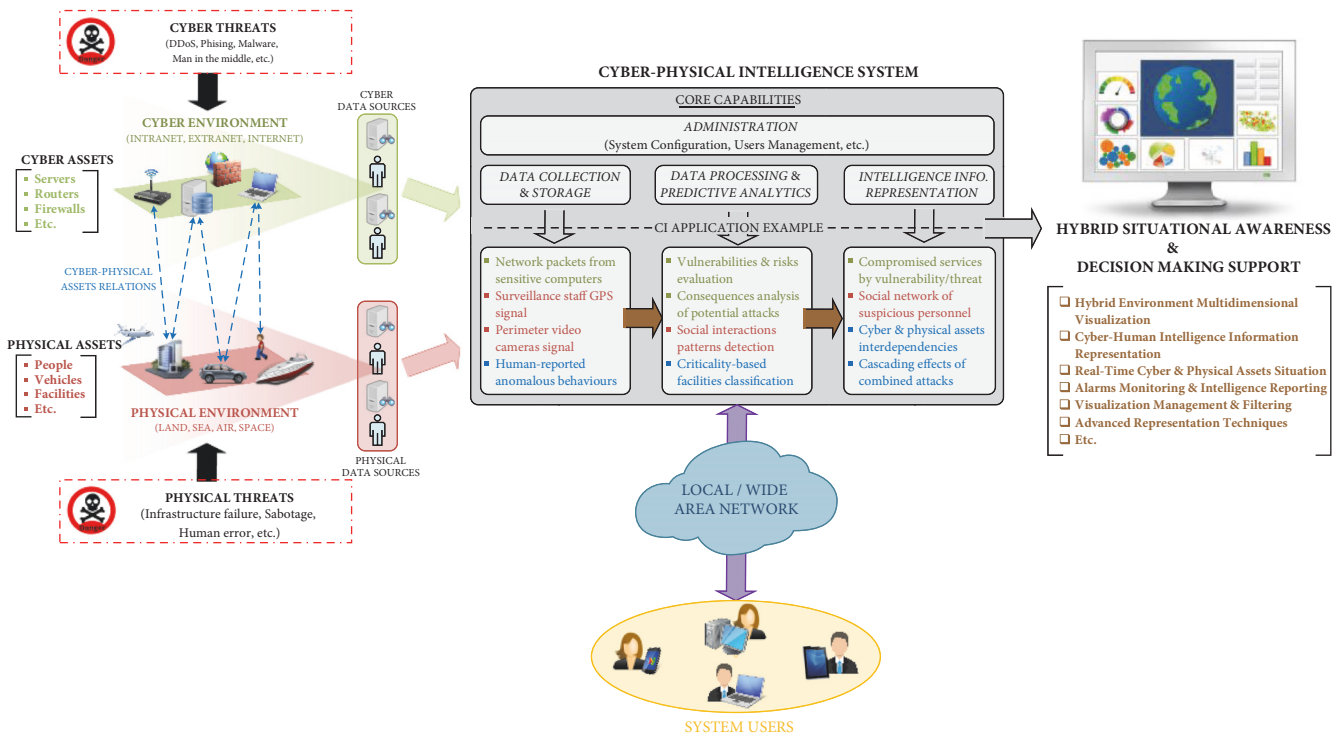 CYBER THREATS
(DDoS, Phising, Malware,
Man in the middle, etc.)
Danger
CYBER
DATA SOURCES
CYBER ENVIRONMENT
(INTRANET, EXTRANET, INTERNET)
CYBER ASSETS
Servers
Routers
Firewalls
Etc.
CYBER-PHYSICAL
ASSETS RELATIONS
PHYSICAL ASSETS
People
Vehicles
Facilities
Etc.
PHYSICAL ENVIRONMENT
(LAND, SEA, AIR, SPACE)
PHYSICAL
DATA SOURCES
Danger
PHYSICAL THREATS
(Infrastructure failure, Sabotage,
Human error, etc.)
CYBER-PHYSICAL INTELLIGENCE SYSTEM
CORE CAPABILITIES
ADMINISTRATION
(System Configuration, Users Management, etc.)
DATA COLLECTION
& STORAGE
DATA PROCESSING &
PREDICTIVE ANALYTICS
INTELLIGENCE INFO.
REPRESENTATION
CI APPLICATION EXAMPLE
Network packets from
sensitive computers
Surveillance staff GPS
signal
Perimeter video
cameras signal
Human-reported
anomalous behaviours
Vulnerabilities & risks
evaluation
Consequences analysis
of potential attacks
Social interactions
patterns detection
Criticality-based
facilities classification
Compromised services
by vulnerability/threat
Social network of
suspicious personnel
Cyber & physical assets
interdependencies
Cascading effects of
combined attacks
LOCAL / WIDE
AREA NETWORK
SYSTEM USERS
HYBRID SITUATIONAL AWARENESS
&
DECISION MAKING SUPPORT
Hybrid Environment Multidimensional
Visualization
Cyber-Human Intelligence Information
Representation
Real-Time Cyber & Physical Assets Situation
Alarms Monitoring & Intelligence Reporting
Visualization Management & Filtering
Advanced Representation Techniques
Etc.